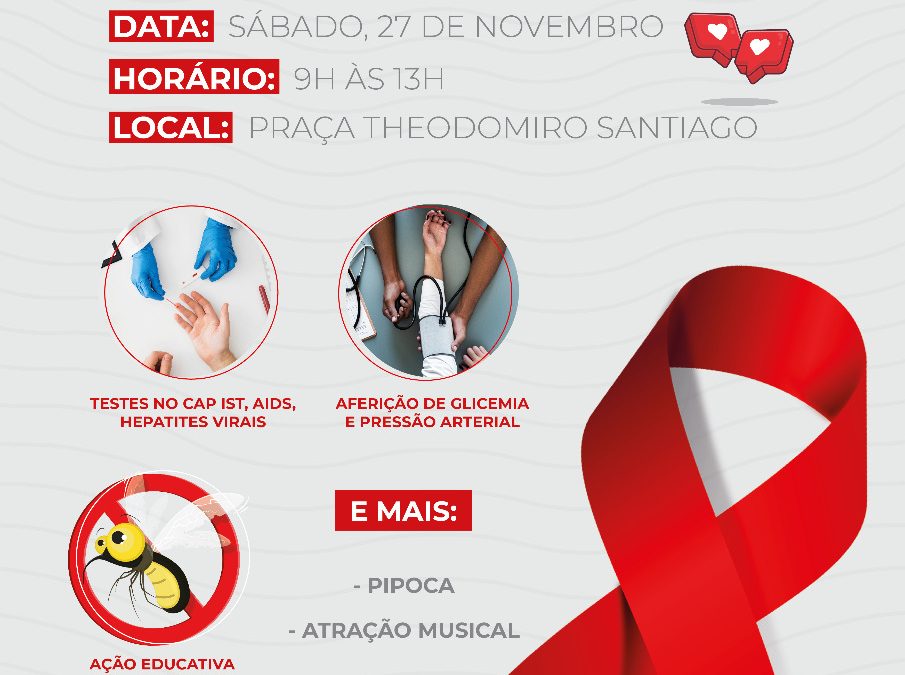 DATA: SÁBADO, 27 DE NOVEMBRO
HORÁRIO: 9H ÀS 13H
LOCAL: PRAÇA THEODOMIRO SANTIAGO
TESTES NO CAP IST, AIDS,
HEPATITES VIRAIS
AFERIÇÃO DE GLICEMIA
E PRESSÃO ARTERIAL
E MAIS:
- PIPOCA
- ATRAÇÃO MUSICAL
AÇÃO EDUCATIVA